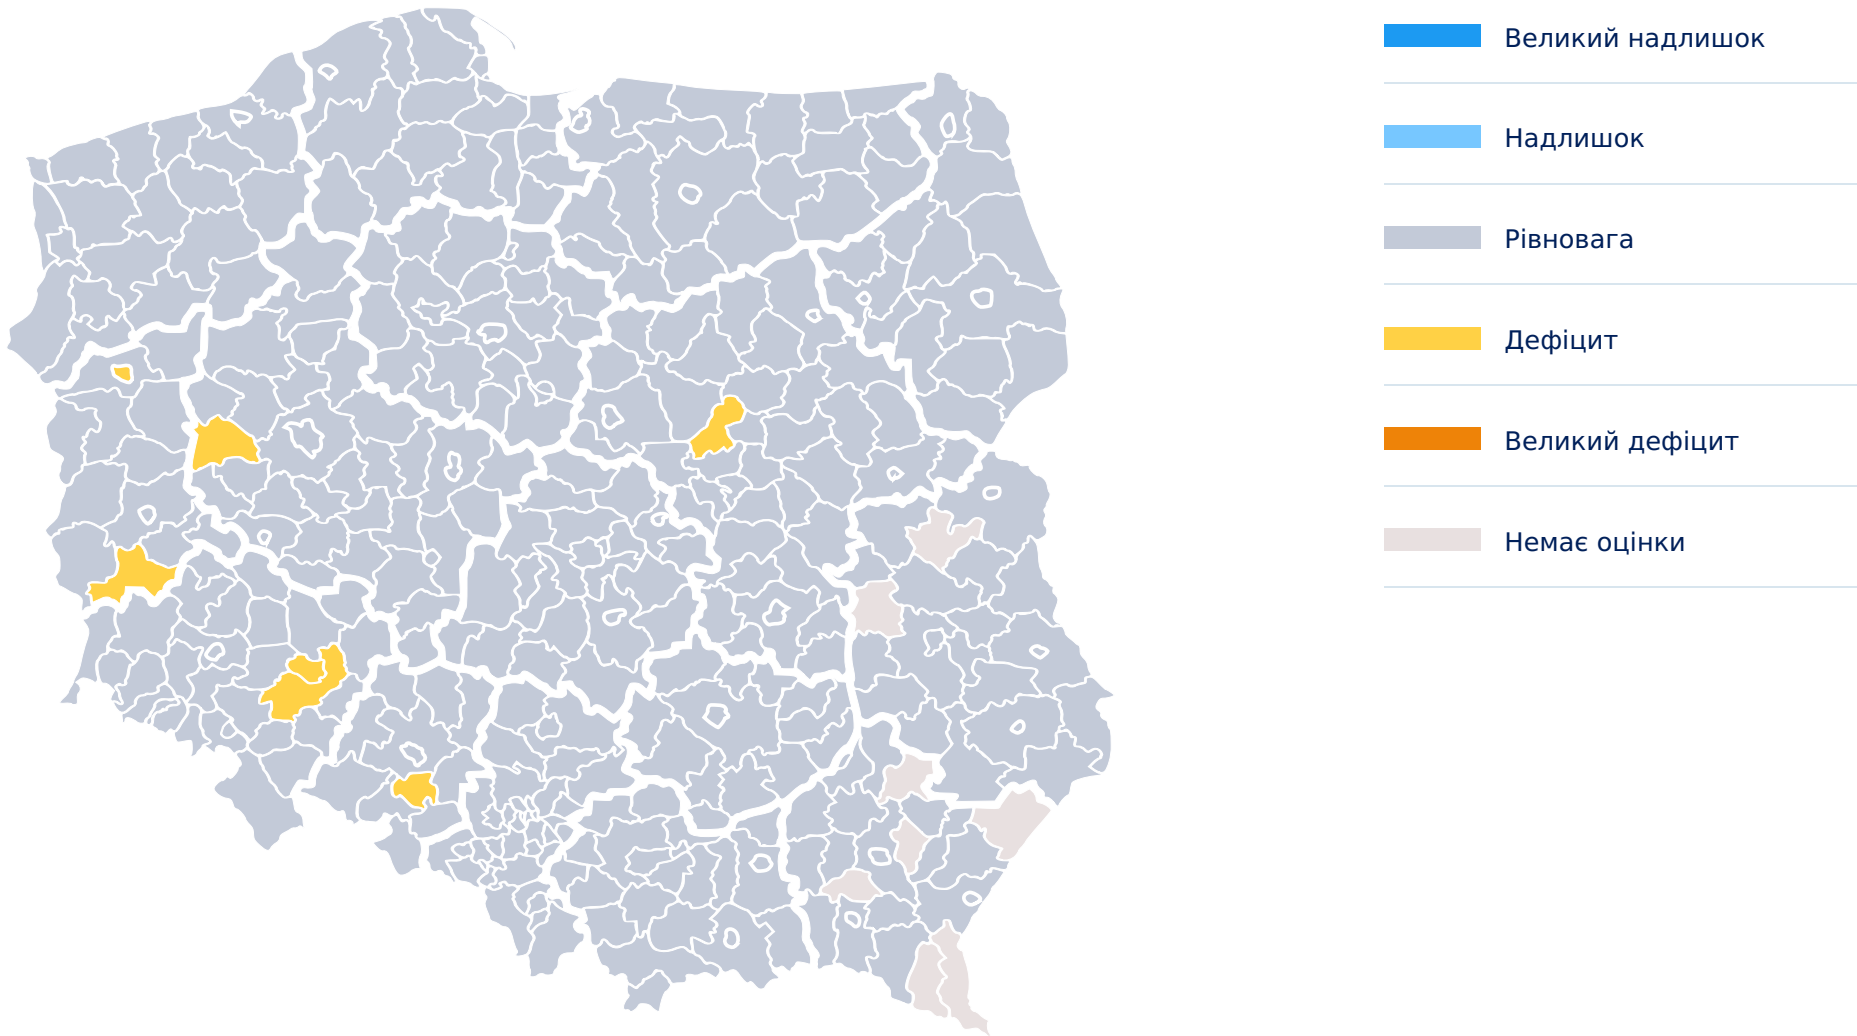 Великий надлишок
Надлишок
Рівновага
Дефіцит
Великий дефіцит
Немає оцінки